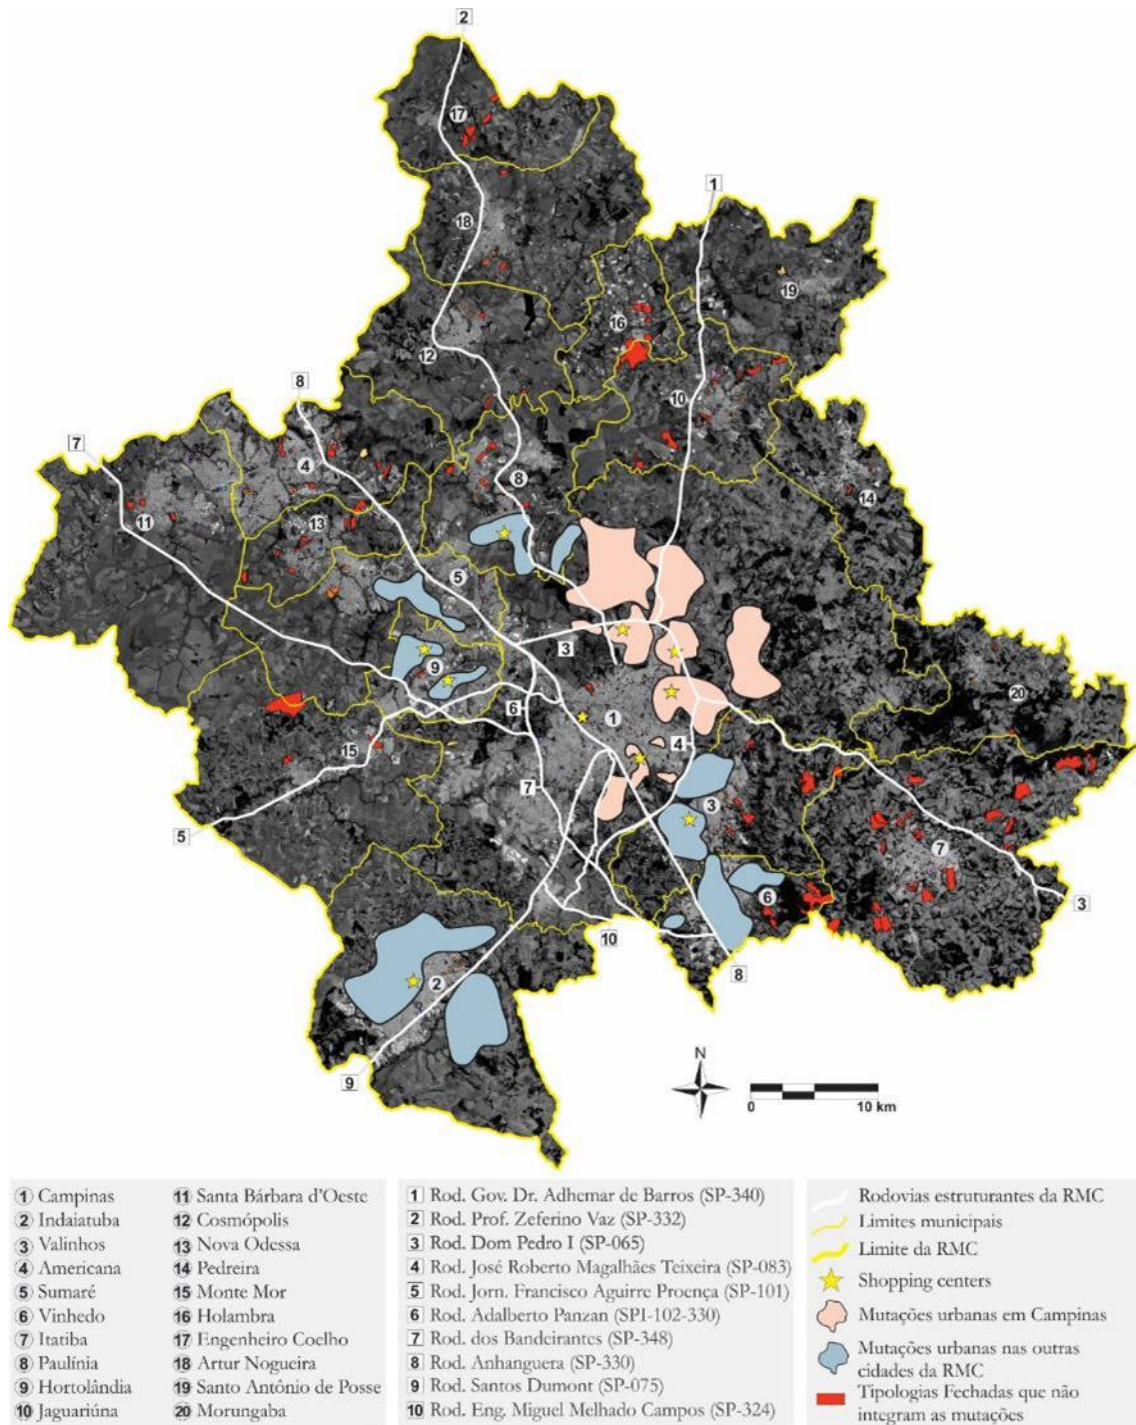 2
17
1
18
19
16
12
8
10
7
4
8
14
11
13
5
3
9
20
6
1
15
4
7
3
5
7
6
3
10
8
2
N
9
0
10 km
1 Campinas
2 Indaiatuba
3 Valinhos
4 Americana
5 Sumaré
6 Vinhedo
7 Itatiba
8 Paulínia
9 Hortolândia
10 Jaguariúna
11 Santa Bárbara d'Oeste
12 Cosmópolis
13 Nova Odessa
14 Pedreira
15 Monte Mor
16 Holambra
17 Engenheiro Coelho
18 Artur Nogueira
19 Santo Antônio de Posse
20 Morungaba
1 Rod. Gov. Dr. Adhemar de Barros (SP-340)
2 Rod. Prof. Zeferino Vaz (SP-332)
3 Rod. Dom Pedro I (SP-065)
4 Rod. José Roberto Magalhães Teixeira (SP-083)
5 Rod. Jorn. Francisco Aguirre Proença (SP-101)
6 Rod. Adalberto Panzan (SPI-102-330)
7 Rod. dos Bandeirantes (SP-348)
8 Rod. Anhanguera (SP-330)
9 Rod. Santos Dumont (SP-075)
10 Rod. Eng. Miguel Melhado Campos (SP-324)
Rodovias estruturantes da RMC
Limites municipais
Limite da RMC
Shopping centers
Mutações urbanas em Campinas
Mutações urbanas nas outras
cidades da RMC
Tipologias Fechadas que não
integram as mutações